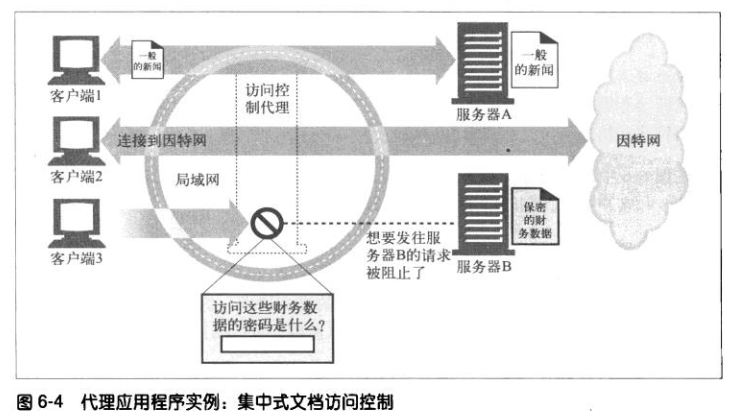 客户端1
一般
的新闻
访问控
制代理
服务器A
一般
的新闻
客户端2
连接到因特网
因特网
局域网
客户端3
想要发往服
务器B的请求
被阻止了
服务器B
保密
的财
务数据
访问这些财务数
据的密码是什么?
图 6-4 代理应用程序实例：集中式文档访问控制